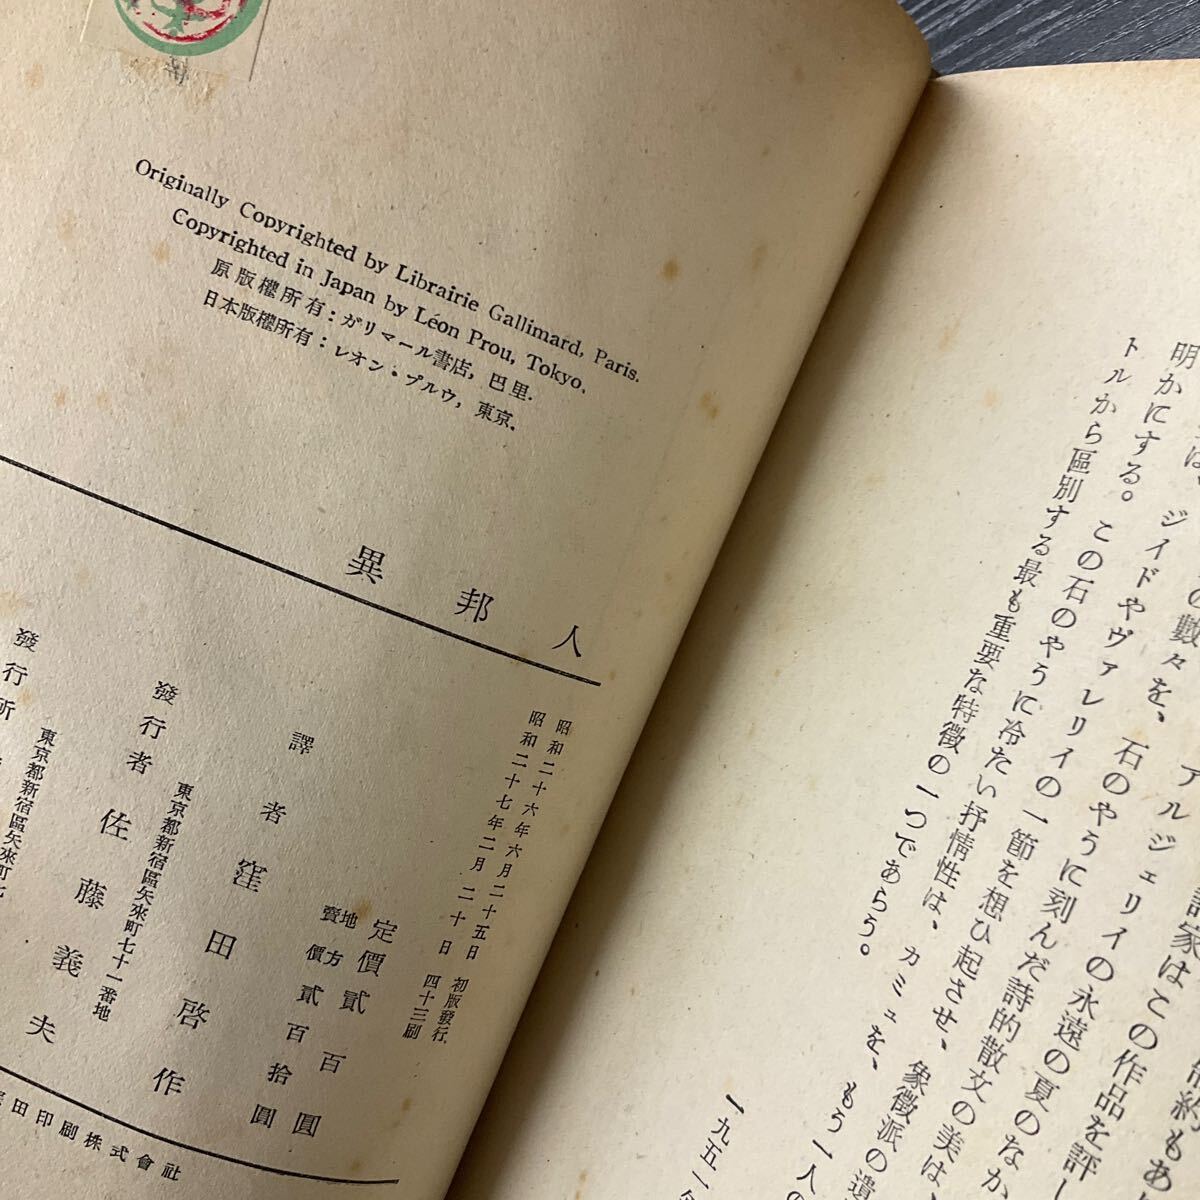 Originally Copyrighted by Librairie Gallimard, Paris.
Copyrighted in Japan by Léon Prou, Tokyo.
原版權所有：ガリマール書店，巴里．
日本版權所有：レオン・プルウ，東京．
異邦人
昭和二十六年六月二十五日 初版發行
昭和二十七年二月二十日 四十三刷
定價貳百圓
地方賣價貳百拾圓
譯者 窪田啓作
發行者 佐藤義夫
東京都新宿區矢來町七十一番地
發行所
東京都新宿區矢來町七
田印刷株式會社
家はこの作品を評し
の數々を、アルジェリイの永遠の夏のなか
は、ジイドやヴァレリイの一節を想ひ起させ、象徴派の遺
明かにする。この石のやうに冷たい抒情性は、カミュを、もう一人の
トルから區別する最も重要な特徴の一つであらう。
石のやうに刻んだ詩的散文の美は、
一九五一年